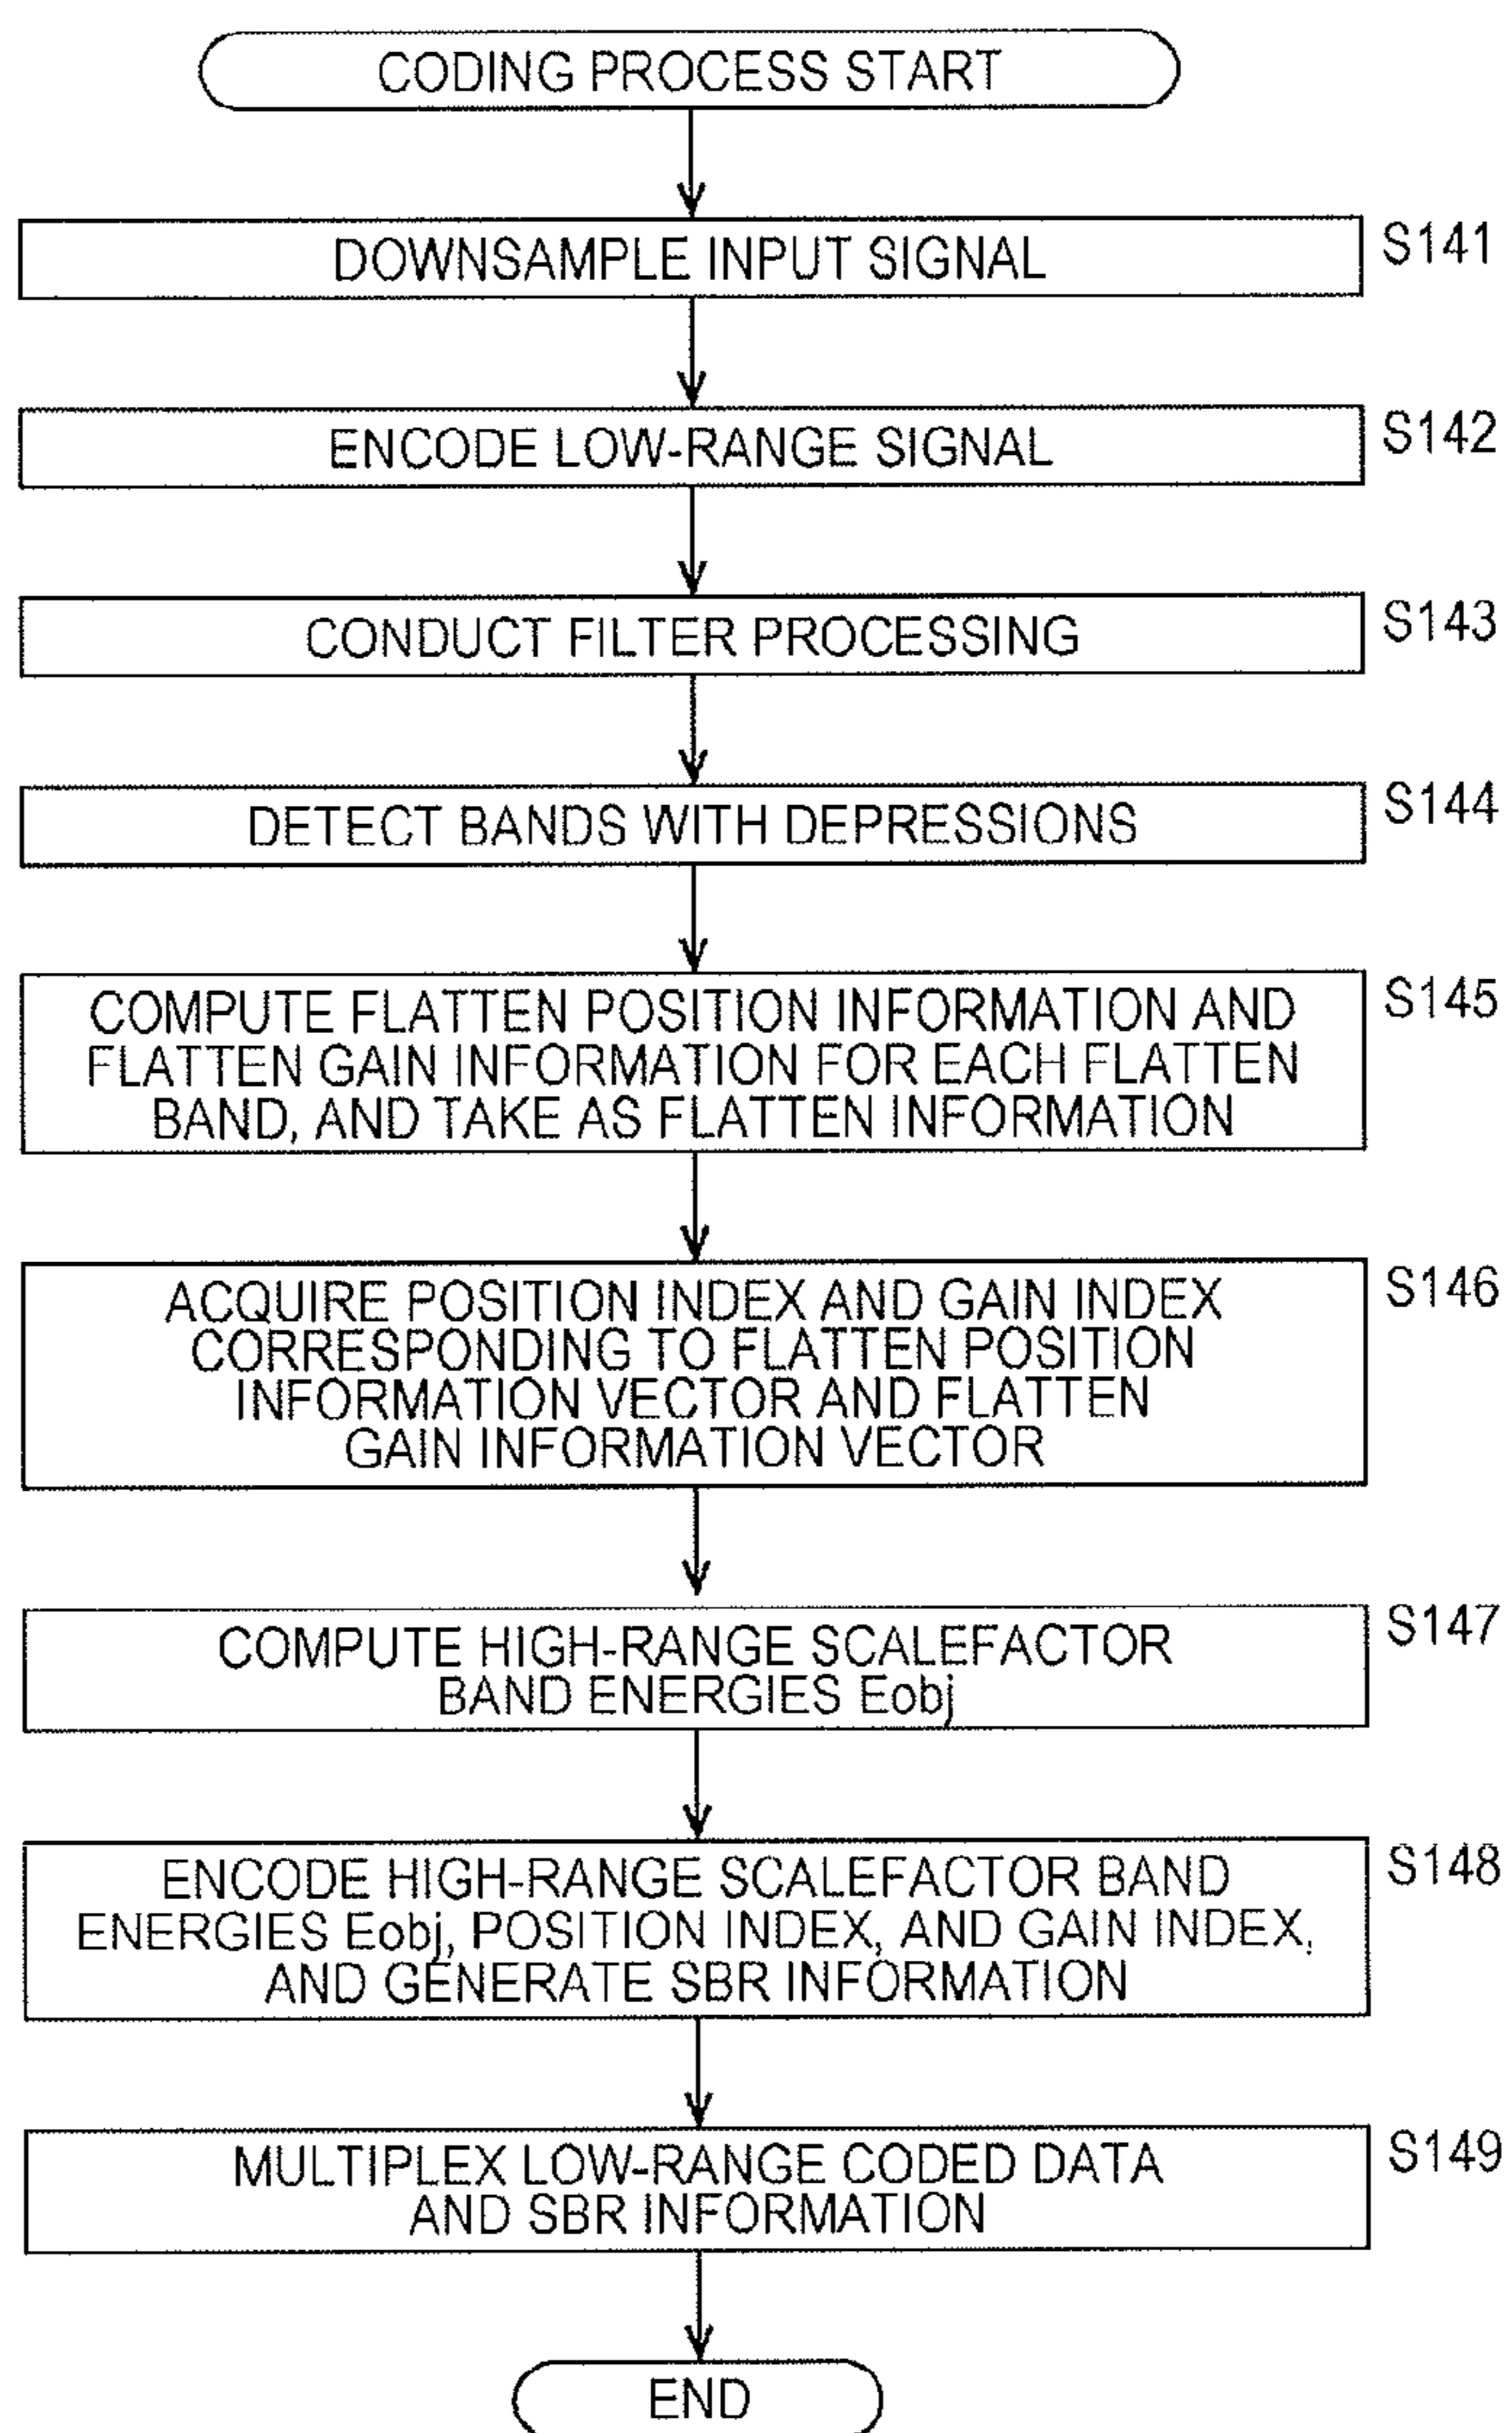 CODING PROCESS START
DOWNSAMPLE INPUT SIGNAL
S141
ENCODE LOW-RANGE SIGNAL
S142
CONDUCT FILTER PROCESSING
S143
DETECT BANDS WITH DEPRESSIONS
S144
COMPUTE FLATTEN POSITION INFORMATION AND
FLATTEN GAIN INFORMATION FOR EACH FLATTEN
BAND, AND TAKE AS FLATTEN INFORMATION
S145
ACQUIRE POSITION INDEX AND GAIN INDEX
CORRESPONDING TO FLATTEN POSITION
INFORMATION VECTOR AND FLATTEN
GAIN INFORMATION VECTOR
S146
COMPUTE HIGH-RANGE SCALEFACTOR
BAND ENERGIES Eobj
S147
ENCODE HIGH-RANGE SCALEFACTOR BAND
ENERGIES Eobj, POSITION INDEX, AND GAIN INDEX,
AND GENERATE SBR INFORMATION
S148
MULTIPLEX LOW-RANGE CODED DATA
AND SBR INFORMATION
S149
END